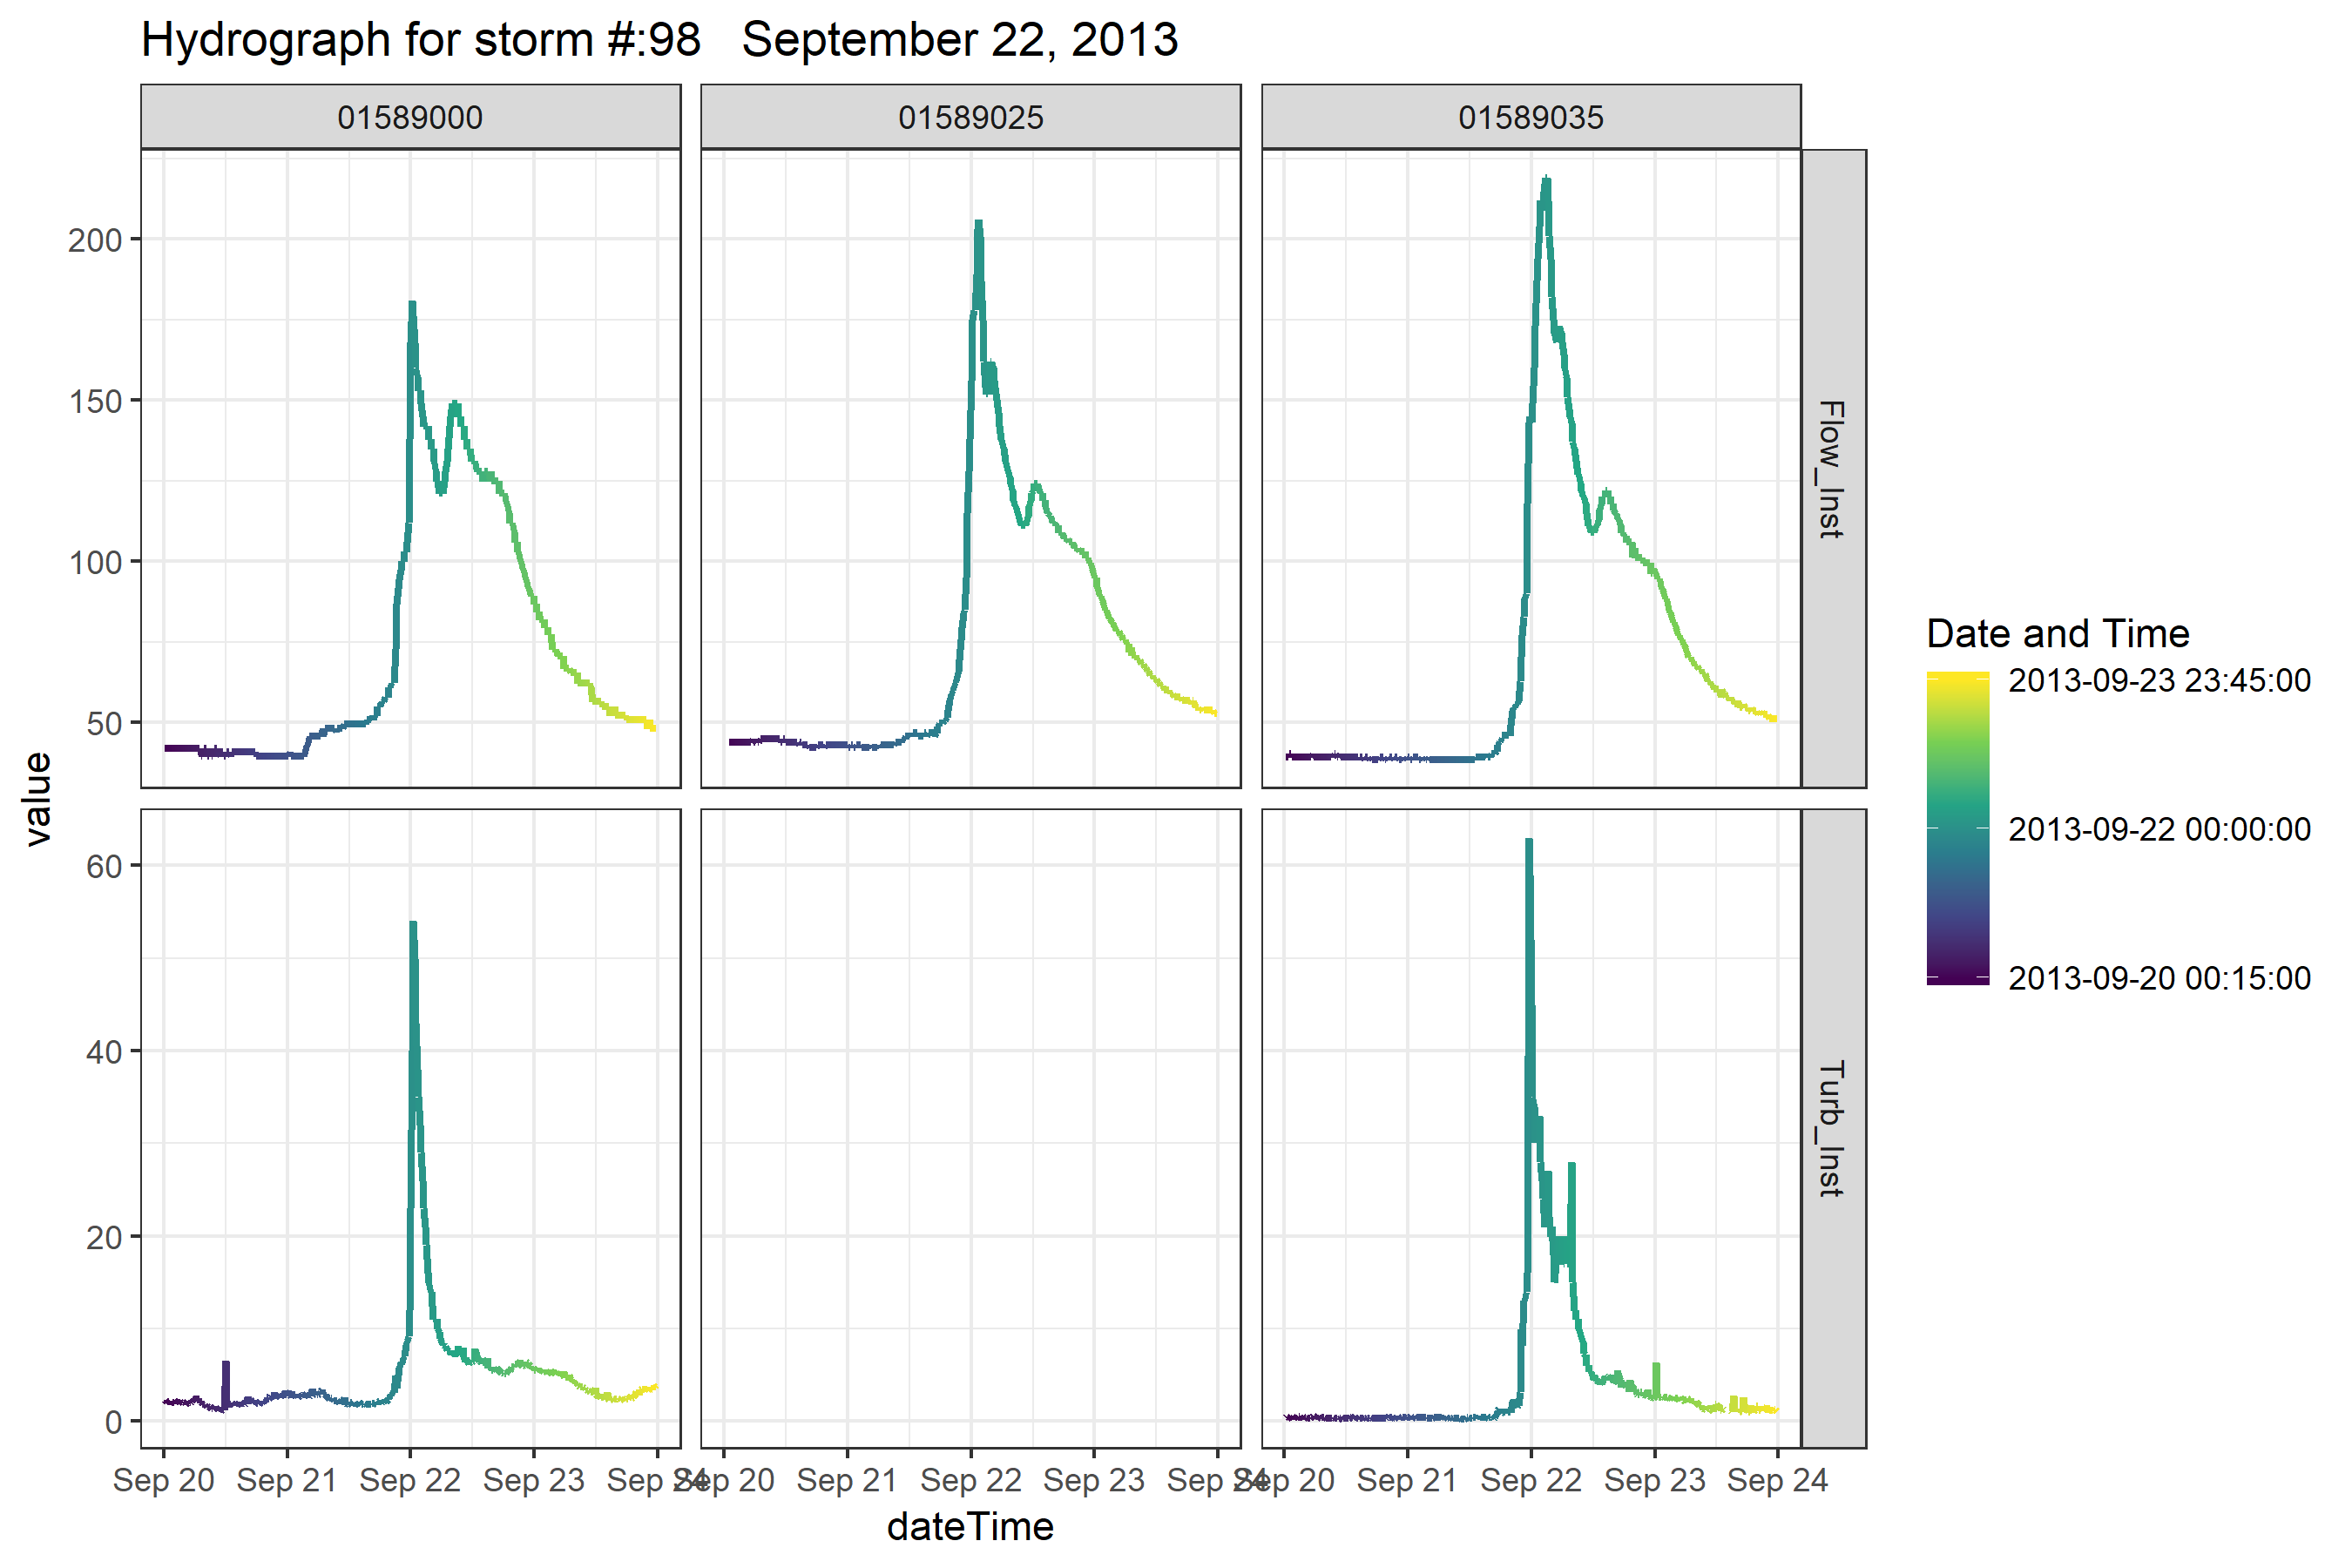 Hydrograph for storm #:98   September 22, 2013
01589000 01589025 01589035
200
150
100
50
Flow_Inst
value
60
40
20
0
Turb_Inst
Sep 20 Sep 21 Sep 22 Sep 23 Sep 24 Sep 20 Sep 21 Sep 22 Sep 23 Sep 24 Sep 20 Sep 21 Sep 22 Sep 23 Sep 24
dateTime
Date and Time
2013-09-23 23:45:00
2013-09-22 00:00:00
2013-09-20 00:15:00